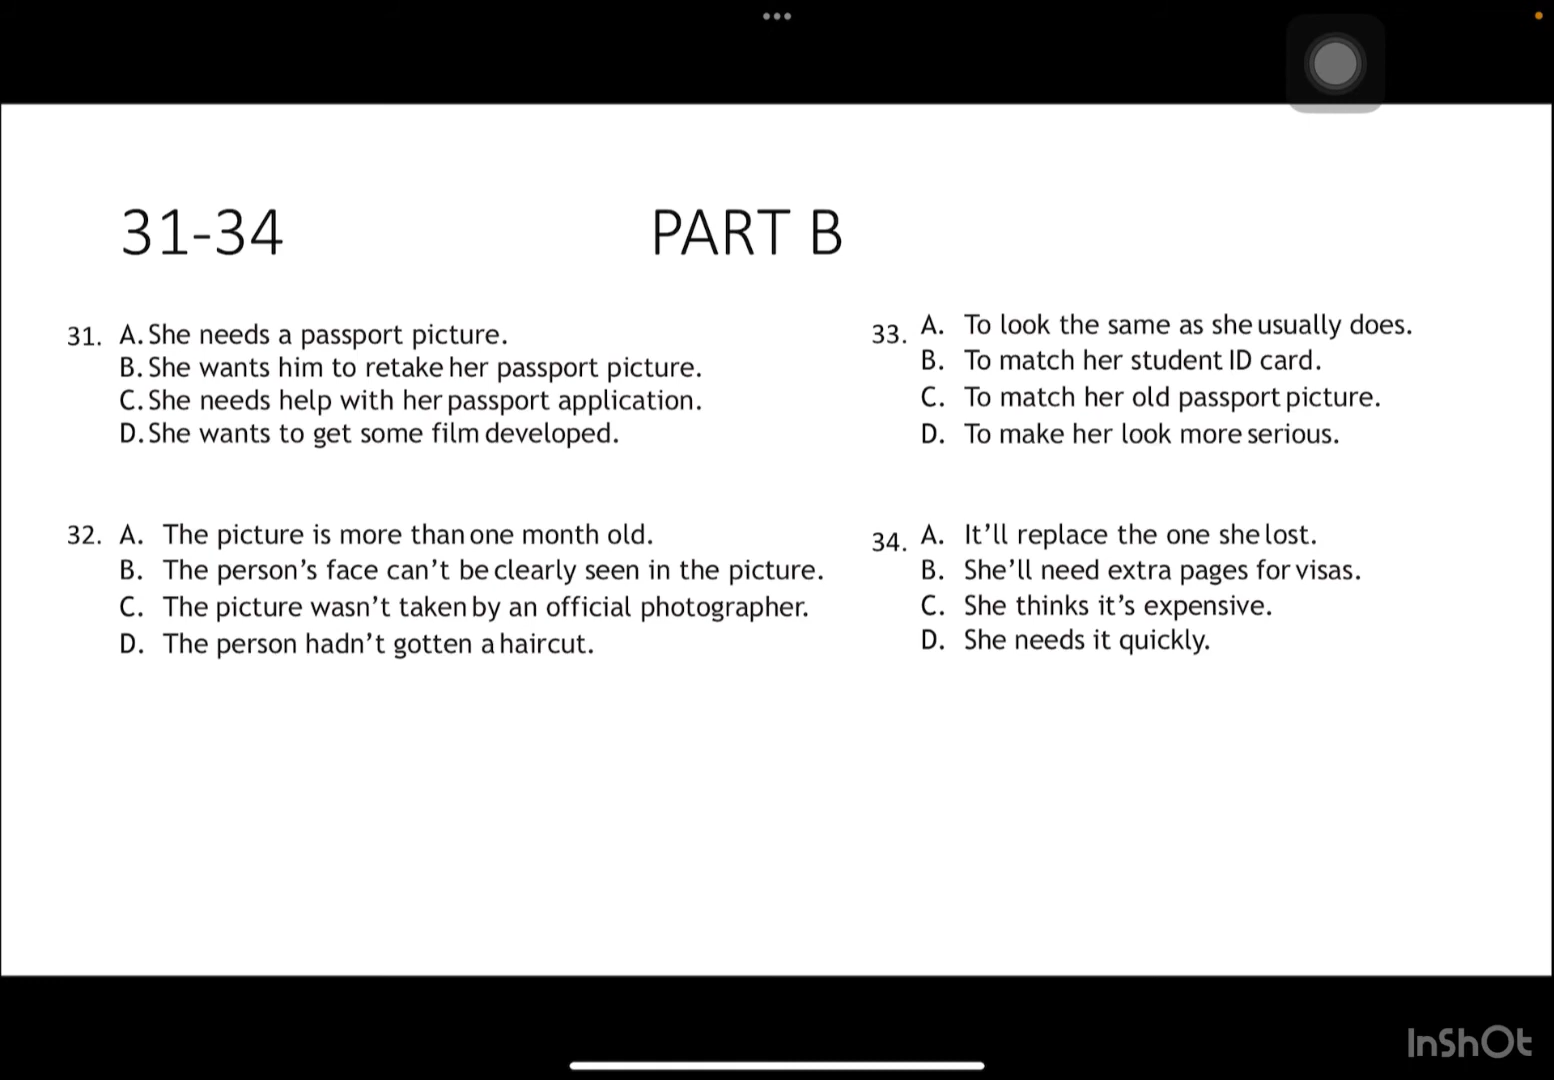 31-34 PART B
31. A. She needs a passport picture.
B. She wants him to retake her passport picture.
C. She needs help with her passport application.
D. She wants to get some film developed.
32. A. The picture is more than one month old.
B. The person’s face can’t be clearly seen in the picture.
C. The picture wasn’t taken by an official photographer.
D. The person hadn’t gotten a haircut.
33. A. To look the same as she usually does.
B. To match her student ID card.
C. To match her old passport picture.
D. To make her look more serious.
34. A. It’ll replace the one she lost.
B. She’ll need extra pages for visas.
C. She thinks it’s expensive.
D. She needs it quickly.
InShOt